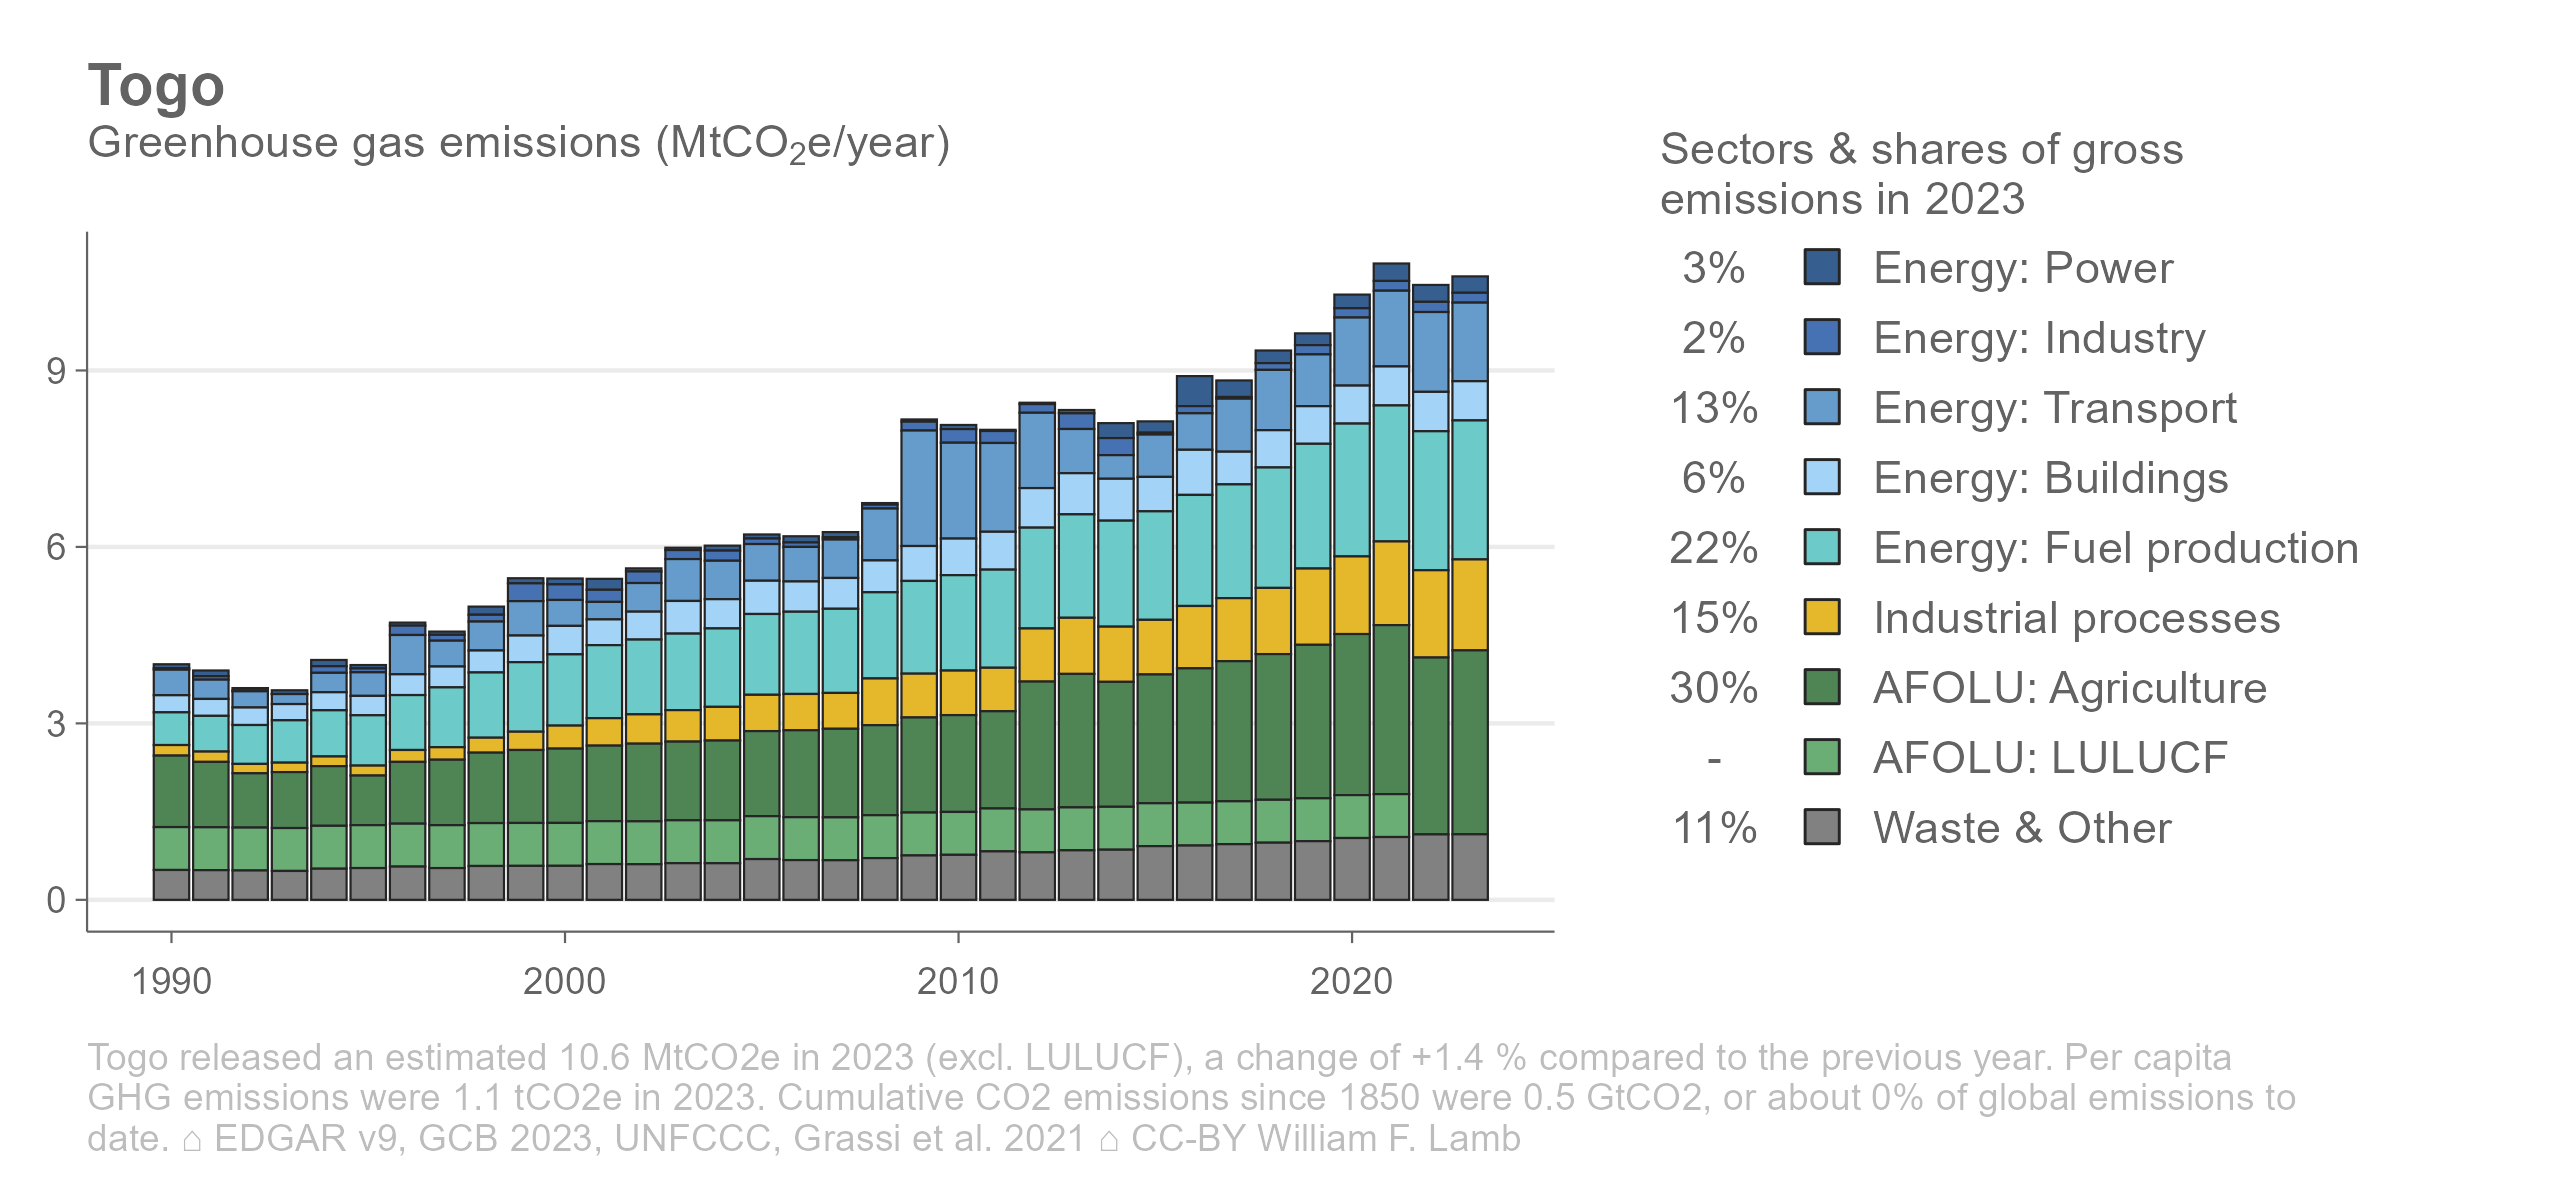 Togo
Greenhouse gas emissions (MtCO₂e/year)
Sectors & shares of gross
emissions in 2023
3% Energy: Power
2% Energy: Industry
13% Energy: Transport
6% Energy: Buildings
22% Energy: Fuel production
15% Industrial processes
30% AFOLU: Agriculture
- AFOLU: LULUCF
11% Waste & Other
9
6
3
0
1990 2000 2010 2020
Togo released an estimated 10.6 MtCO2e in 2023 (excl. LULUCF), a change of +1.4 % compared to the previous year. Per capita
GHG emissions were 1.1 tCO2e in 2023. Cumulative CO2 emissions since 1850 were 0.5 GtCO2, or about 0% of global emissions to
date. ⌂ EDGAR v9, GCB 2023, UNFCCC, Grassi et al. 2021 ⌂ CC-BY William F. Lamb